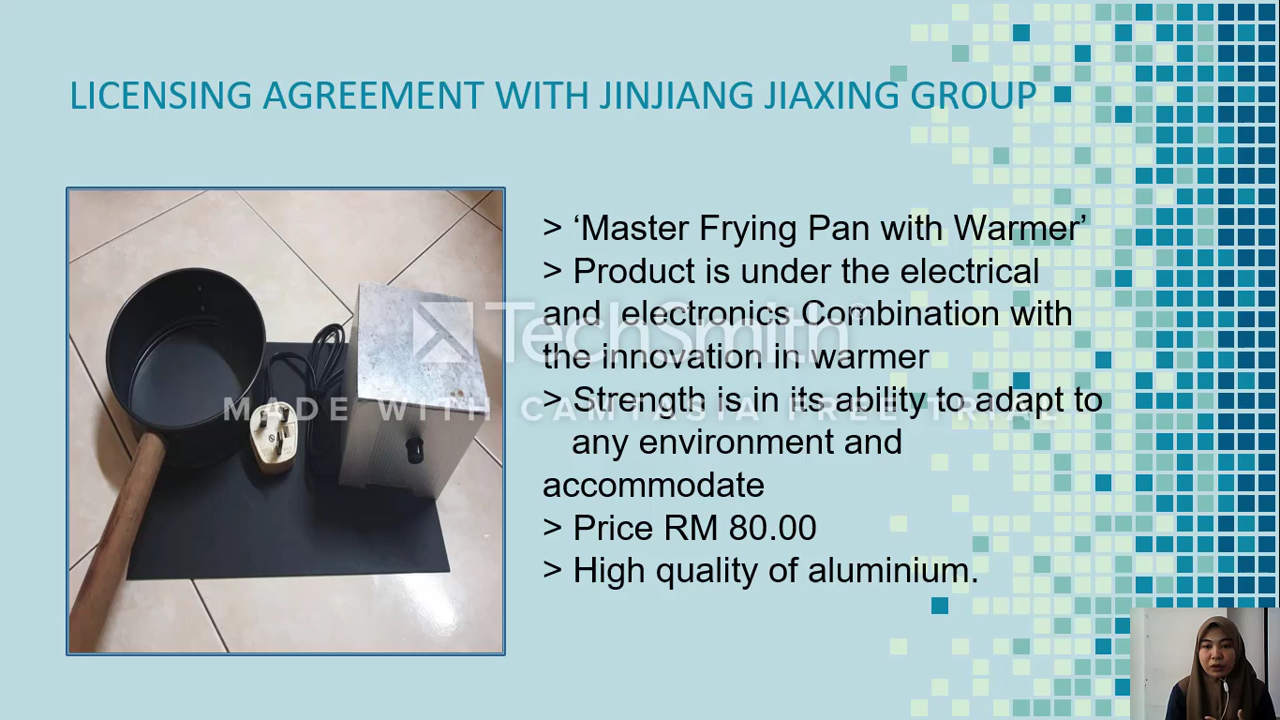 LICENSING AGREEMENT WITH JINJIANG JIAXING GROUP
> ‘Master Frying Pan with Warmer’
> Product is under the electrical
and  electronics Combination with
the innovation in warmer
> Strength is in its ability to adapt to
any environment and
accommodate
> Price RM 80.00
> High quality of aluminium.
TechSmith®
MADE WITH CAMTASIA FREE TRIAL